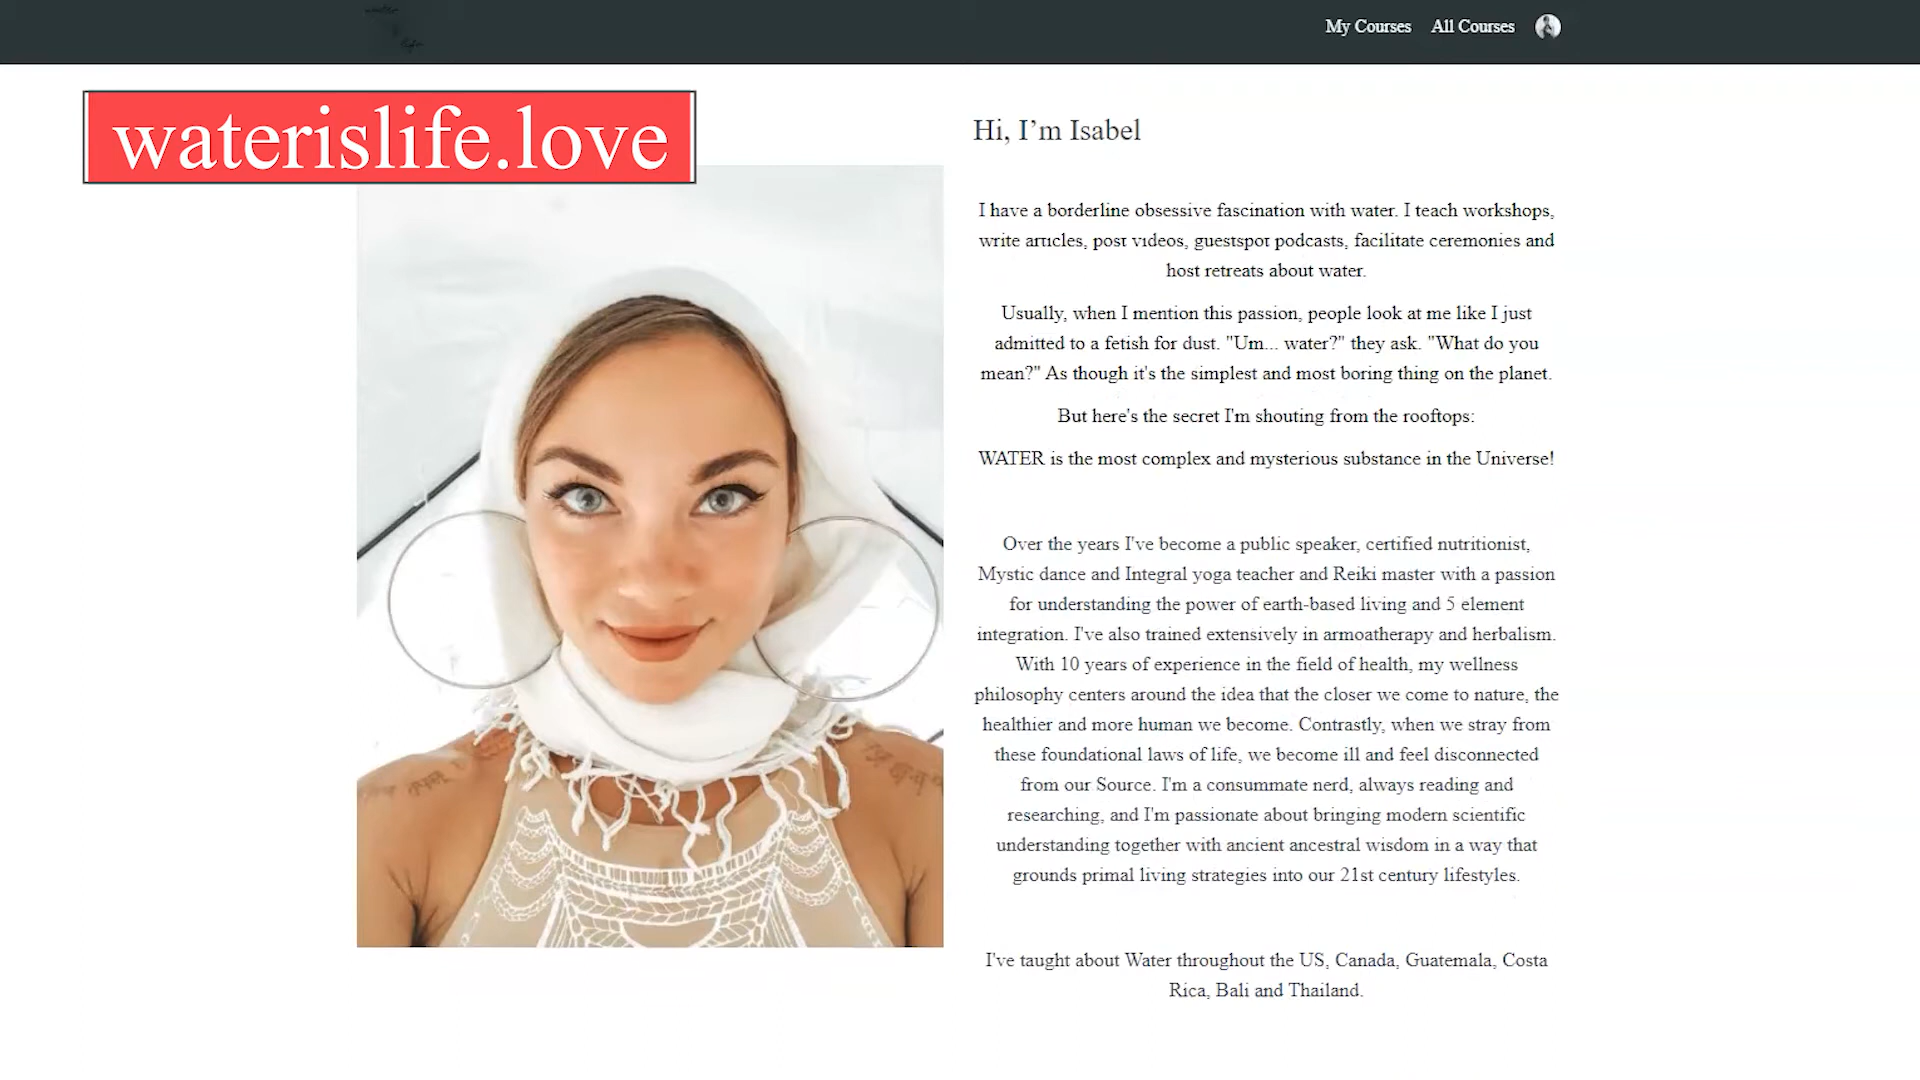 water
life
My Courses All Courses
waterislife.love
Hi, I’m Isabel
I have a borderline obsessive fascination with water. I teach workshops,
write articles, post videos, guestspot podcasts, facilitate ceremonies and
host retreats about water.
Usually, when I mention this passion, people look at me like I just
admitted to a fetish for dust. "Um... water?" they ask. "What do you
mean?" As though it's the simplest and most boring thing on the planet.
But here's the secret I'm shouting from the rooftops:
WATER is the most complex and mysterious substance in the Universe!
Over the years I've become a public speaker, certified nutritionist,
Mystic dance and Integral yoga teacher and Reiki master with a passion
for understanding the power of earth-based living and 5 element
integration. I've also trained extensively in armoatherapy and herbalism.
With 10 years of experience in the field of health, my wellness
philosophy centers around the idea that the closer we come to nature, the
healthier and more human we become. Contrastly, when we stray from
these foundational laws of life, we become ill and feel disconnected
from our Source. I'm a consummate nerd, always reading and
researching, and I'm passionate about bringing modern scientific
understanding together with ancient ancestral wisdom in a way that
grounds primal living strategies into our 21st century lifestyles.
I've taught about Water throughout the US, Canada, Guatemala, Costa
Rica, Bali and Thailand.